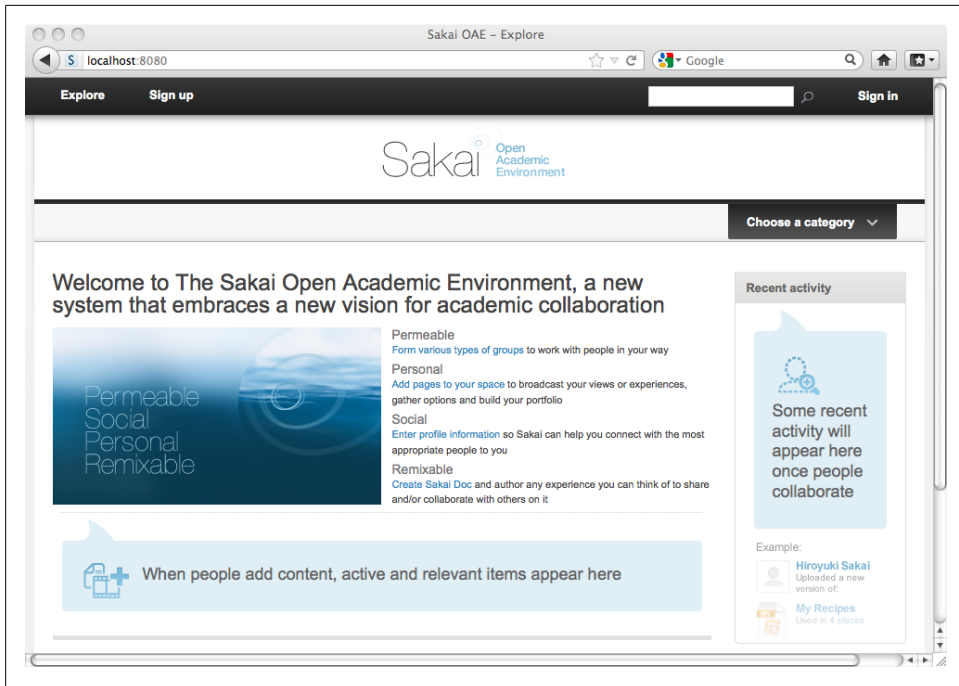 Sakai OAE – Explore
S localhost:8080
Google
Explore Sign up Sign in
Sakai Open
Academic
Environment
Choose a category
Welcome to The Sakai Open Academic Environment, a new
system that embraces a new vision for academic collaboration
Permeable
Social
Personal
Remixable
Permeable
Form various types of groups to work with people in your way
Personal
Add pages to your space to broadcast your views or experiences,
gather options and build your portfolio
Social
Enter profile information so Sakai can help you connect with the most
appropriate people to you
Remixable
Create Sakai Doc and author any experience you can think of to share
and/or collaborate with others on it
When people add content, active and relevant items appear here
Recent activity
Some recent
activity will
appear here
once people
collaborate
Example:
Hiroyuki Sakai
Uploaded a new
version of:
My Recipes
Used in 4 places